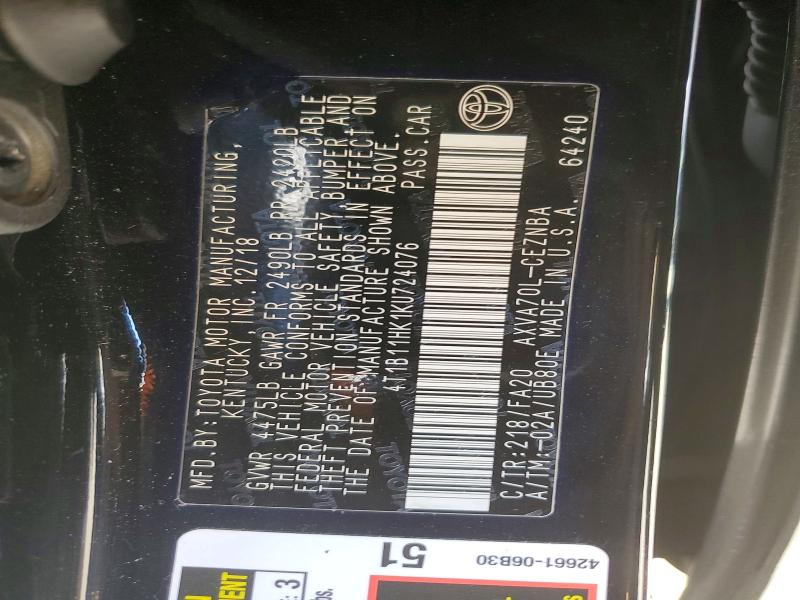 MFD.BY:TOYOTA MOTOR MANUFACTURING,
KENTUCKY INC. 12/18
GVWR 4475LB GAWR FR 2490LB RR 2420LB
THIS VEHICLE CONFORMS TO ALL APPLICABLE
FEDERAL MOTOR VEHICLE SAFETY,BUMPER,AND
THEFT PREVENTION STANDARDS IN EFFECT ON
THE DATE OF MANUFACTURE SHOWN ABOVE.
4T1B11HK1KU724076 PASS.CAR
C/TR:218/FA20 AXVA70L-CEZNBA
A/TM:-02A/UB80E MADE IN U.S.A. 64240
51
42661-06B30
: 3